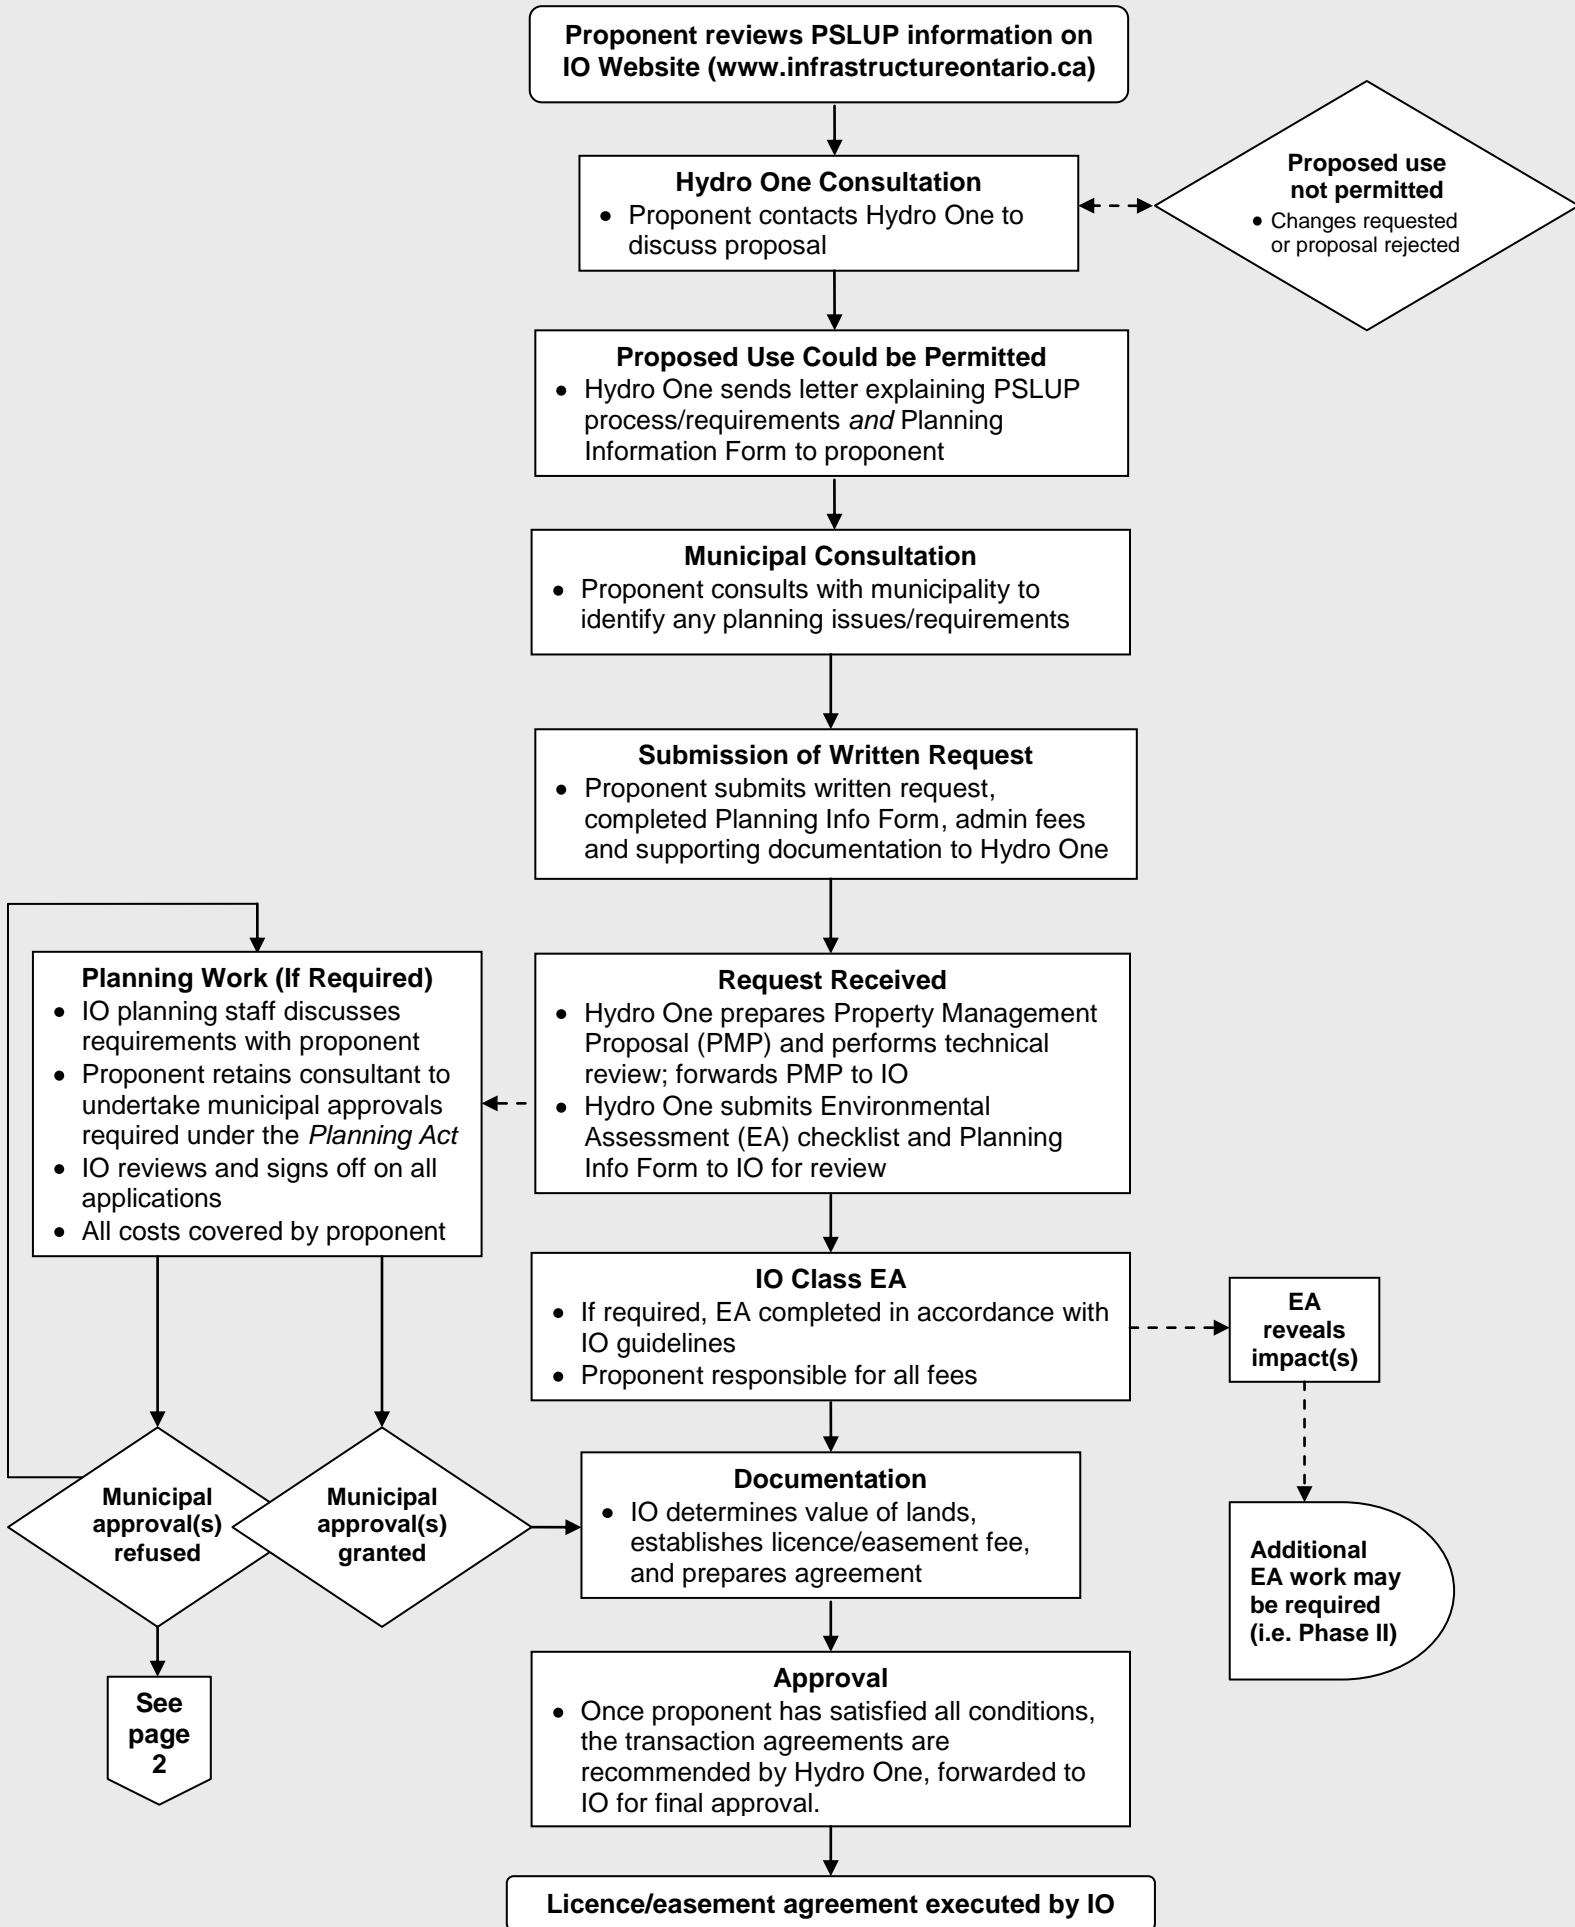 Proponent reviews PSLUP information on
IO Website (www.infrastructureontario.ca)
Hydro One Consultation
• Proponent contacts Hydro One to
discuss proposal
Proposed use
not permitted
• Changes requested
or proposal rejected
Proposed Use Could be Permitted
• Hydro One sends letter explaining PSLUP
process/requirements and Planning
Information Form to proponent
Municipal Consultation
• Proponent consults with municipality to
identify any planning issues/requirements
Submission of Written Request
• Proponent submits written request,
completed Planning Info Form, admin fees
and supporting documentation to Hydro One
Planning Work (If Required)
• IO planning staff discusses
requirements with proponent
• Proponent retains consultant to
undertake municipal approvals
required under the Planning Act
• IO reviews and signs off on all
applications
• All costs covered by proponent
Request Received
• Hydro One prepares Property Management
Proposal (PMP) and performs technical
review; forwards PMP to IO
• Hydro One submits Environmental
Assessment (EA) checklist and Planning
Info Form to IO for review
IO Class EA
• If required, EA completed in accordance with
IO guidelines
• Proponent responsible for all fees
EA
reveals
impact(s)
Municipal
approval(s)
refused
Municipal
approval(s)
granted
Documentation
• IO determines value of lands,
establishes licence/easement fee,
and prepares agreement
Additional
EA work may
be required
(i.e. Phase II)
See
page
2
Approval
• Once proponent has satisfied all conditions,
the transaction agreements are
recommended by Hydro One, forwarded to
IO for final approval.
Licence/easement agreement executed by IO